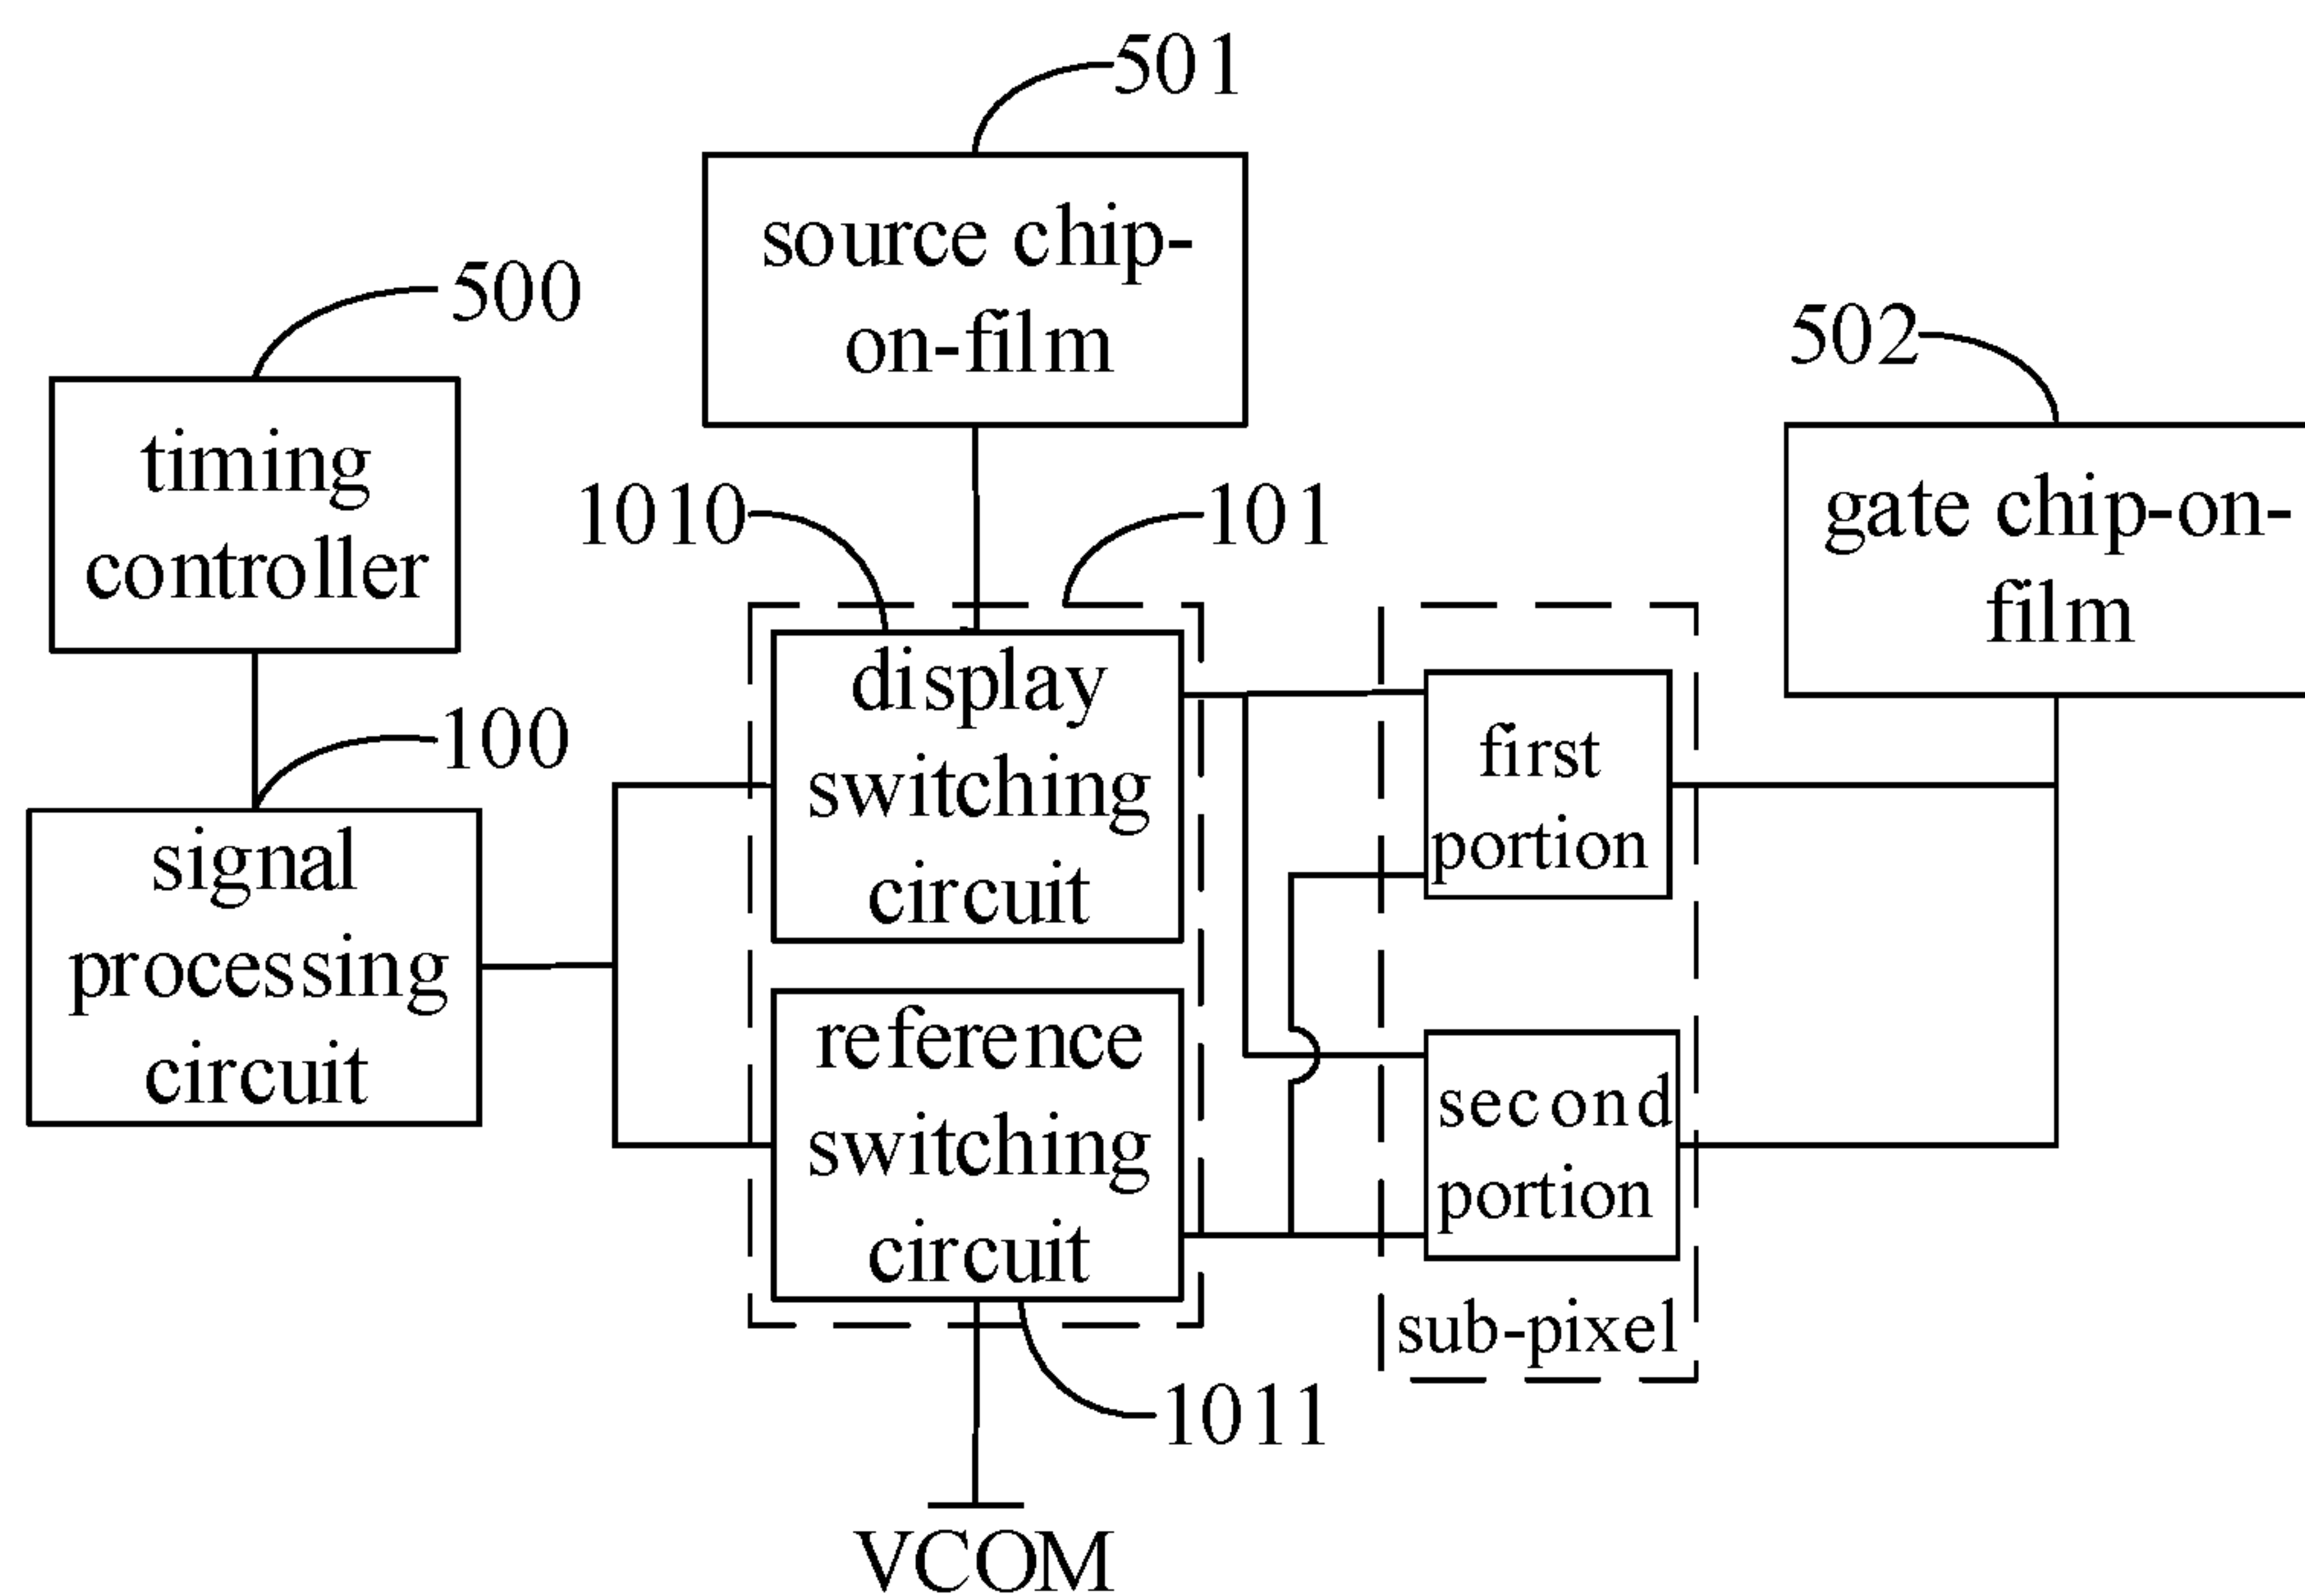 501
source chip-
on-film
500
timing
controller
502
gate chip-on-
film
1010
101
100
signal
processing
circuit
display
switching
circuit
reference
switching
circuit
first
portion
second
portion
sub-pixel
1011
VCOM